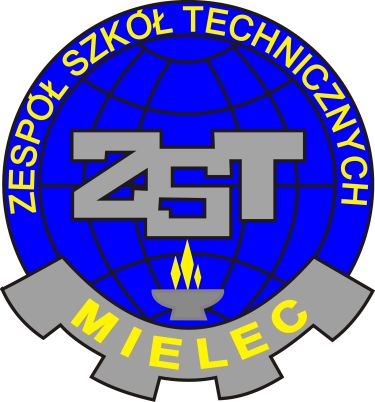 ZESPÓŁ SZKÓŁ TECHNICZNYCH
ZST
MIELEC